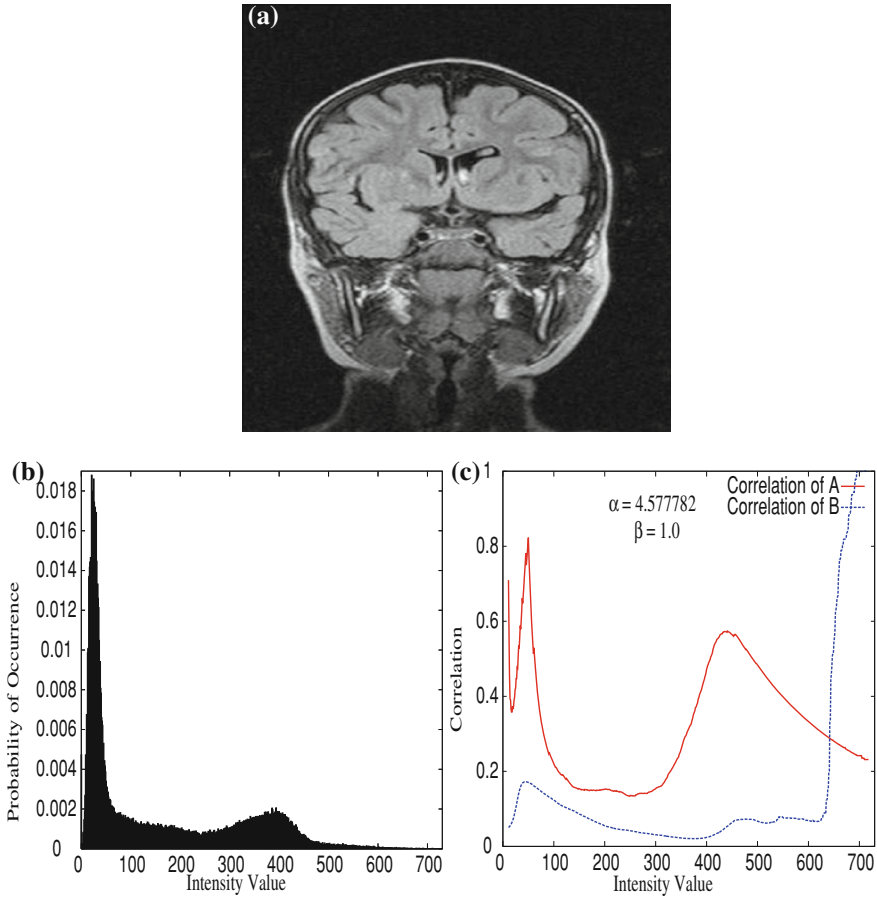 (a)
(b)
0.018
0.016
0.014
0.012
0.01
0.008
0.006
0.004
0.002
0
Probability of Occurrence
0 100 200 300 400 500 600 700
Intensity Value
(c)
1
0.8
0.6
0.4
0.2
0
Correlation
Correlation of A
Correlation of B
α = 4.577782
β = 1.0
0 100 200 300 400 500 600 700
Intensity Value